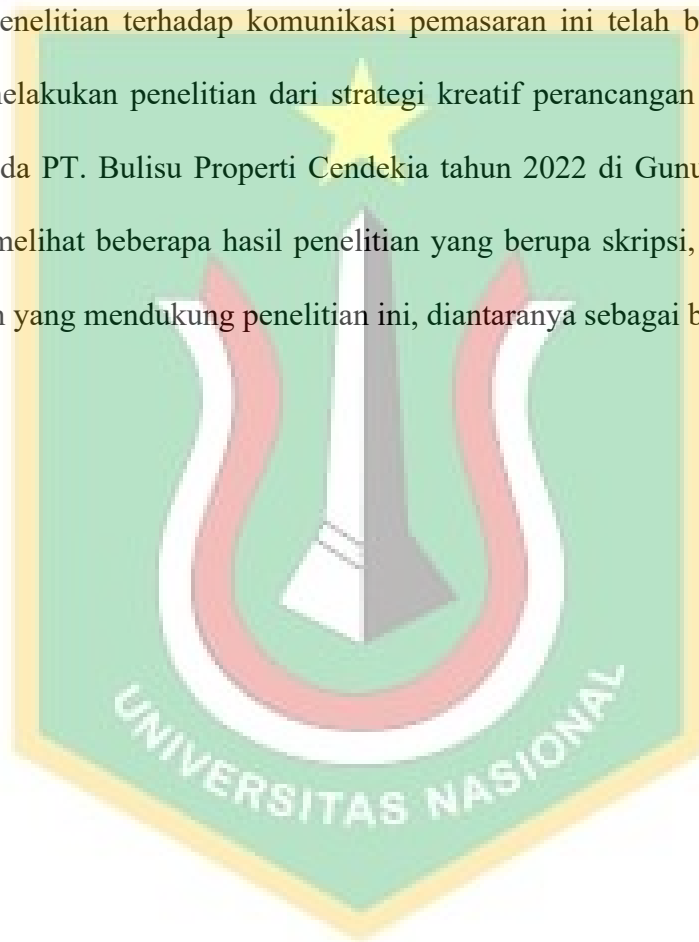 enelitian terhadap komunikasi pemasaran ini telah b
nelakukan penelitian dari strategi kreatif perancangan
da PT. Bulisu Properti Cendekia tahun 2022 di Gunu
nelihat beberapa hasil penelitian yang berupa skripsi,
n yang mendukung penelitian ini, diantaranya sebagai b
UNIVERSITAS NASIONAL